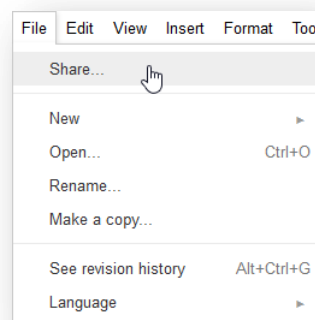 File Edit View Insert Format Too
Share...
New ►
Open... Ctrl+O
Rename...
Make a copy...
See revision history Alt+Ctrl+G
Language ►